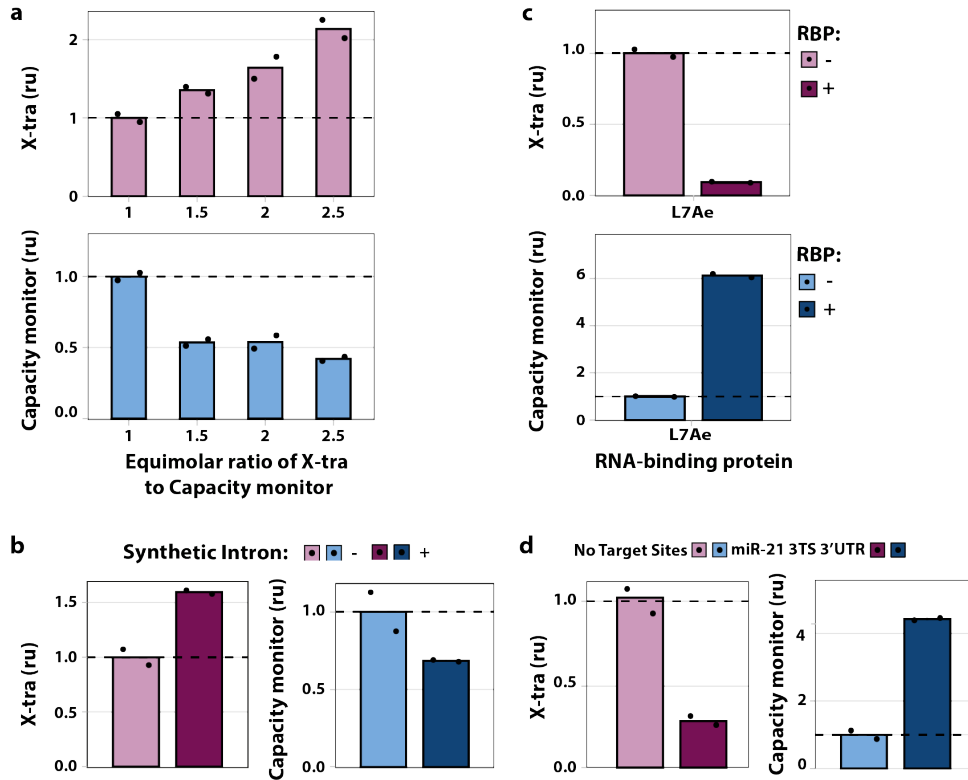 a
X-tra (ru)
2
1
0
1 1.5 2 2.5
Capacity monitor (ru)
1.0
0.5
0.0
1 1.5 2 2.5
Equimolar ratio of X-tra
to Capacity monitor
c
X-tra (ru)
1.0
0.5
0.0
L7Ae
RBP:
-
+
Capacity monitor (ru)
6
4
2
0
L7Ae
RNA-binding protein
RBP:
-
+
b
Synthetic Intron: - +
X-tra (ru)
1.5
1.0
0.5
0.0
Capacity monitor (ru)
1.0
0.5
0.0
d
No Target Sites miR-21 3TS 3'UTR
X-tra (ru)
1.0
0.5
0.0
Capacity monitor (ru)
4
2
0